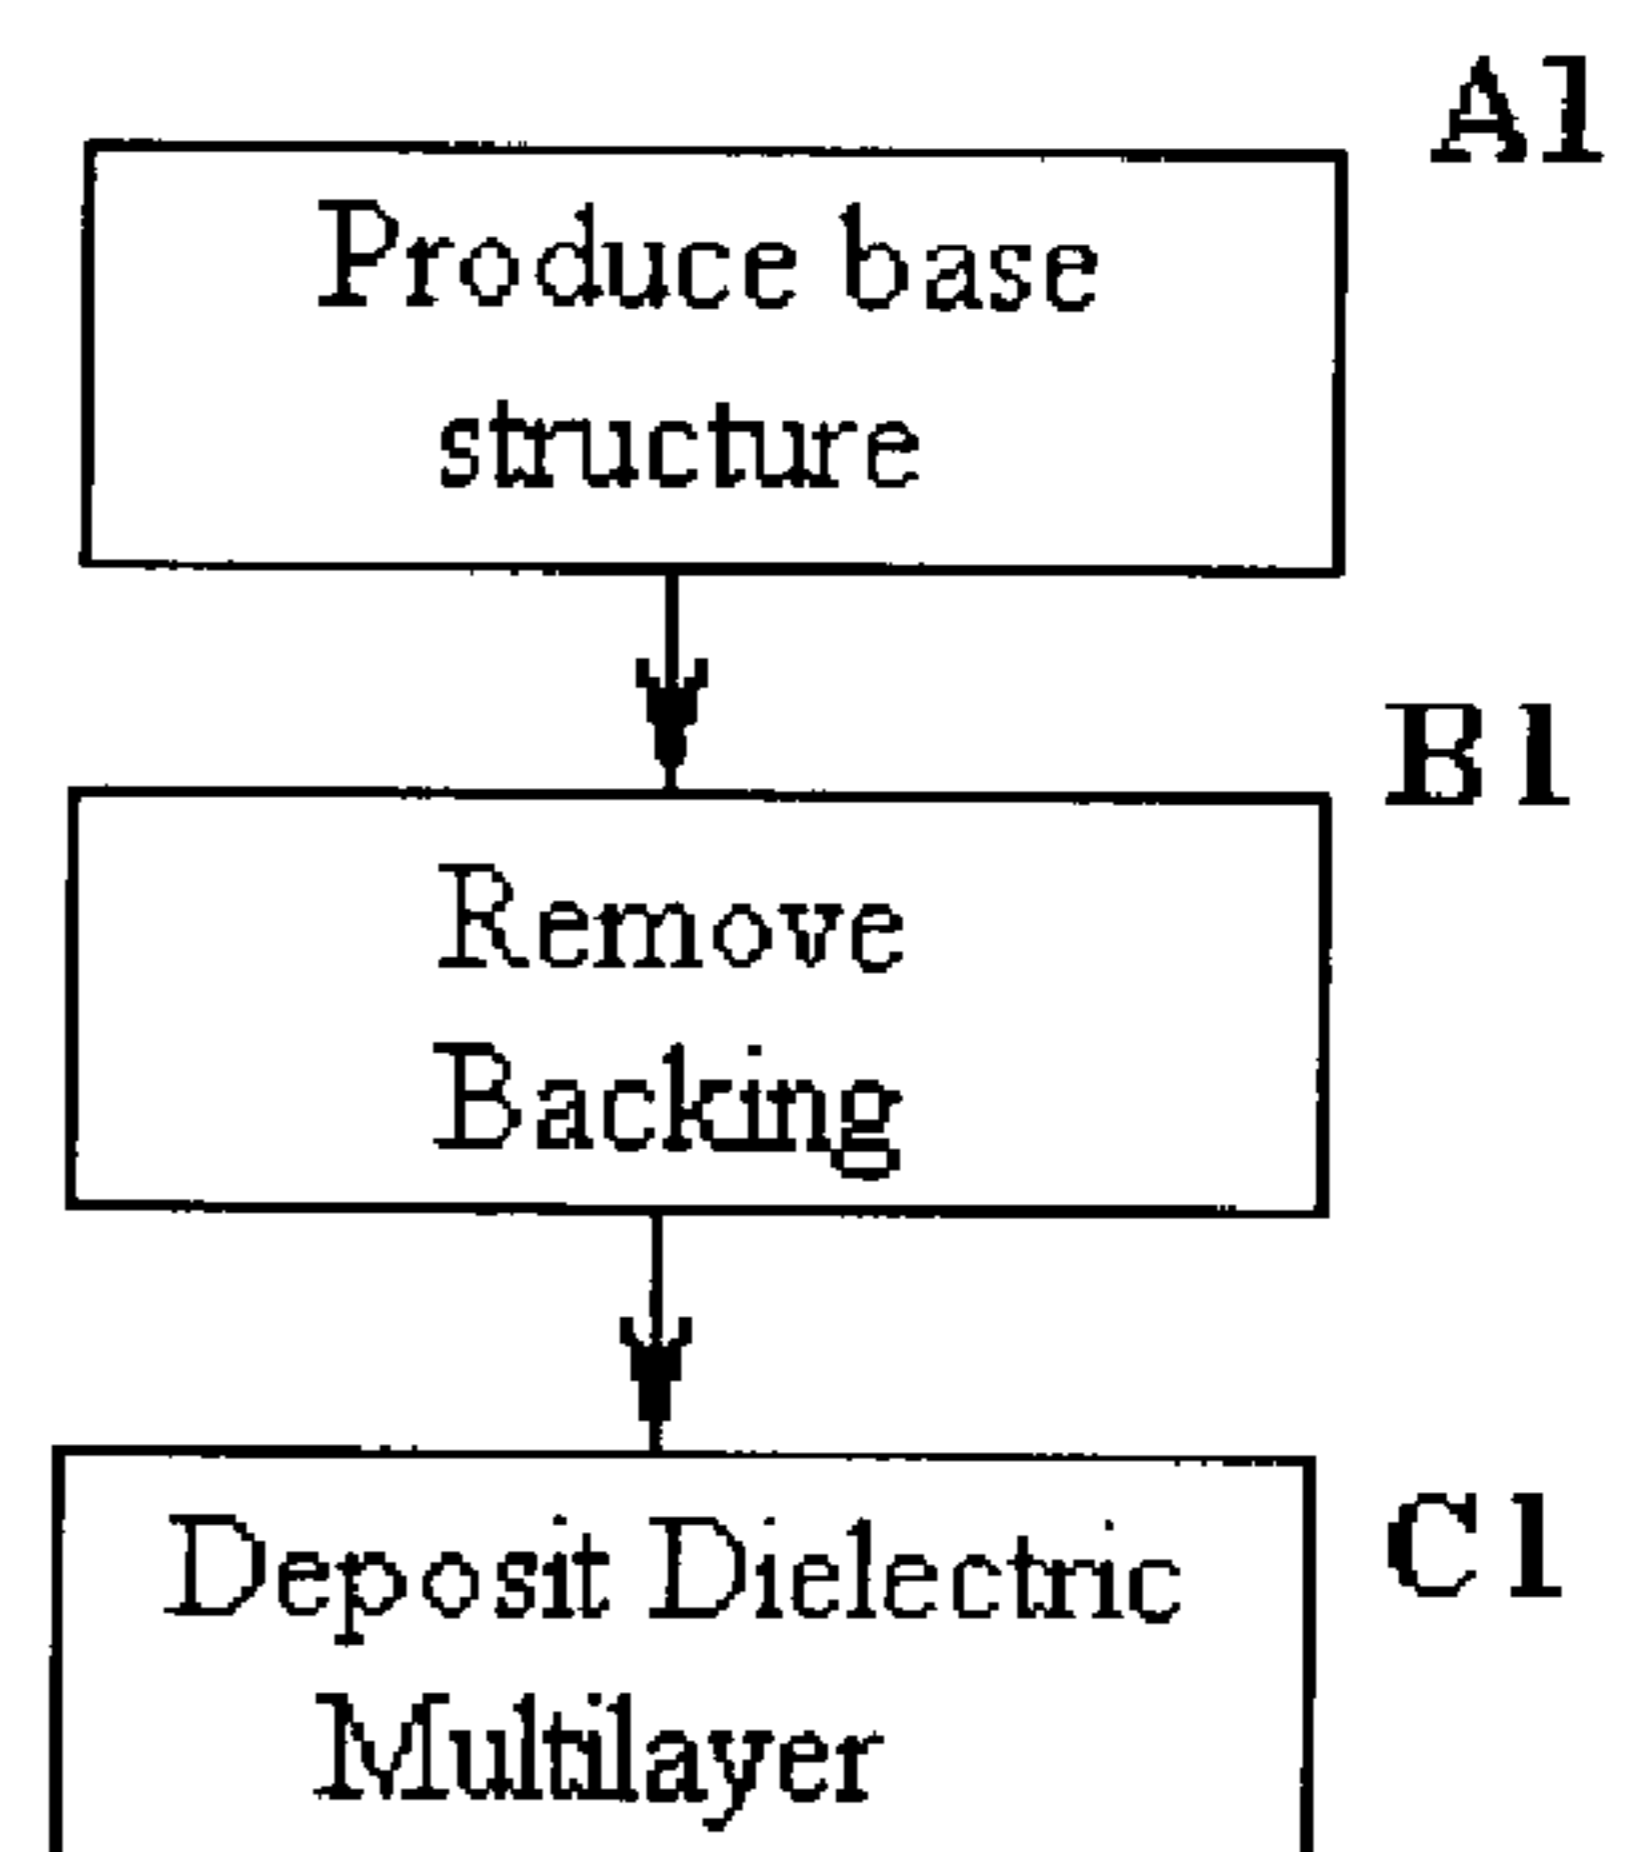 A1
Produce base
structure
B1
Remove
Backing
C1
Deposit Dielectric
Multilayer